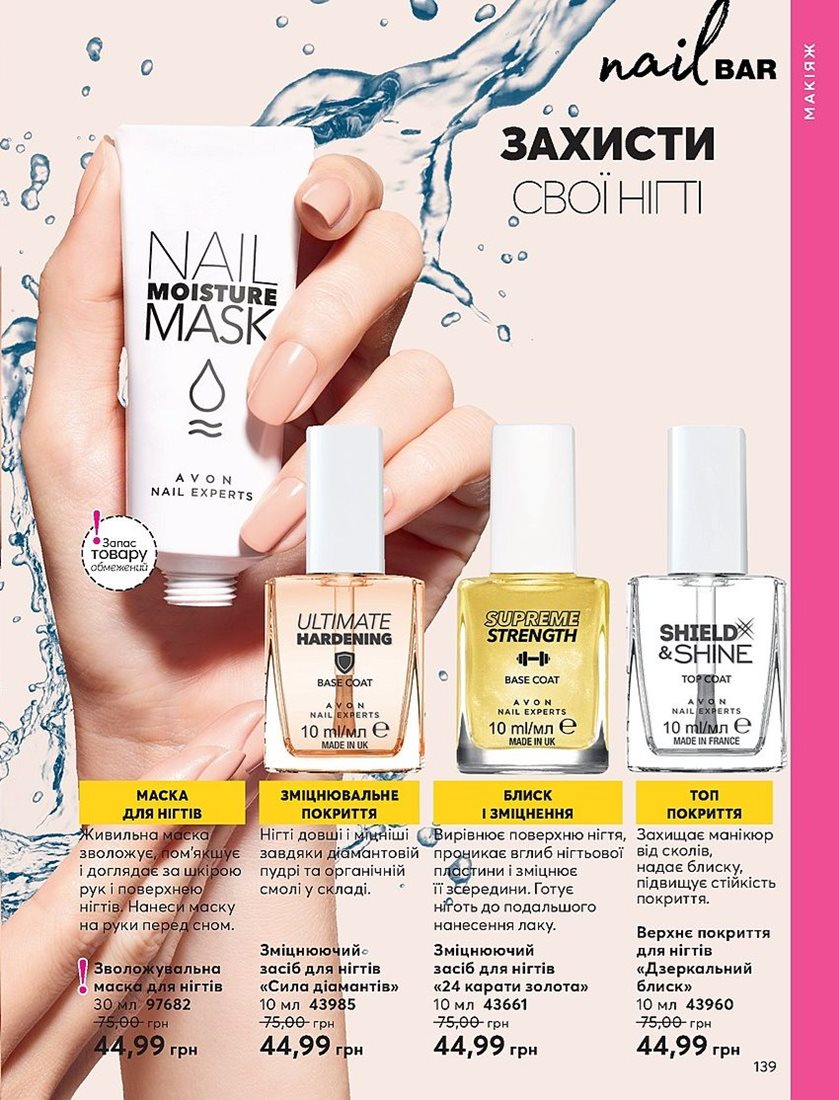 nail BAR
МАКІЯЖ
ЗАХИСТИ
СВОЇ НІГТІ
NAIL
MOISTURE
MASK
AVON
NAIL EXPERTS
!
Запас
товару
обмежений
ULTIMATE
HARDENING
BASE COAT
AVON
NAIL EXPERTS
10 ml/мл e
MADE IN UK
SUPREME
STRENGTH
BASE COAT
AVON
NAIL EXPERTS
10 ml/мл e
MADE IN UK
SHIELD
& SHINE
TOP COAT
AVON
NAIL EXPERTS
10 ml/мл e
MADE IN FRANCE
МАСКА
ДЛЯ НІГТІВ
Живильна маска
зволожує, пом’якшує
і доглядає за шкірою
рук і поверхнею
нігтів. Нанеси маску
на руки перед сном.
! Зволожувальна
маска для нігтів
30 мл 97682
75,00 грн
44,99 грн
ЗМІЦНЮВАЛЬНЕ
ПОКРИТТЯ
Нігті довші і міцніші
завдяки діамантовій
пудрі та органічній
смолі у складі.
Зміцнюючий
засіб для нігтів
«Сила діамантів»
10 мл 43985
75,00 грн
44,99 грн
БЛИСК
І ЗМІЦНЕННЯ
Вирівнює поверхню нігтя,
проникає вглиб нігтьової
пластини і зміцнює
її зсередини. Готує
ніготь до подальшого
нанесення лаку.
Зміцнюючий
засіб для нігтів
«24 карати золота»
10 мл 43661
75,00 грн
44,99 грн
ТОП
ПОКРИТТЯ
Захищає манікюр
від сколів,
надає блиску,
підвищує стійкість
покриття.
Верхнє покриття
для нігтів
«Дзеркальний
блиск»
10 мл 43960
75,00 грн
44,99 грн
139